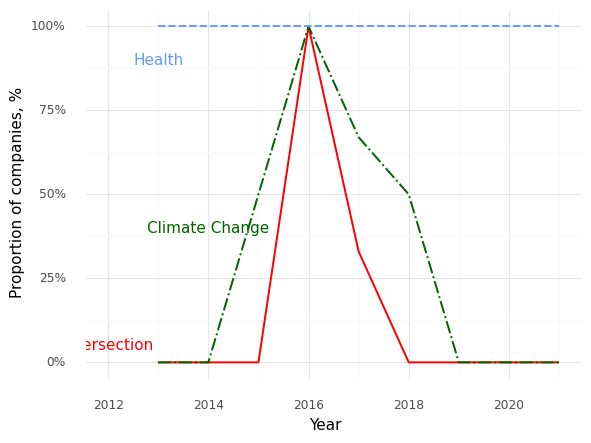 Proportion of companies, %
100%
Health
75%
50%
Climate Change
25%
ersection
0%
2012 2014 2016 2018 2020
Year